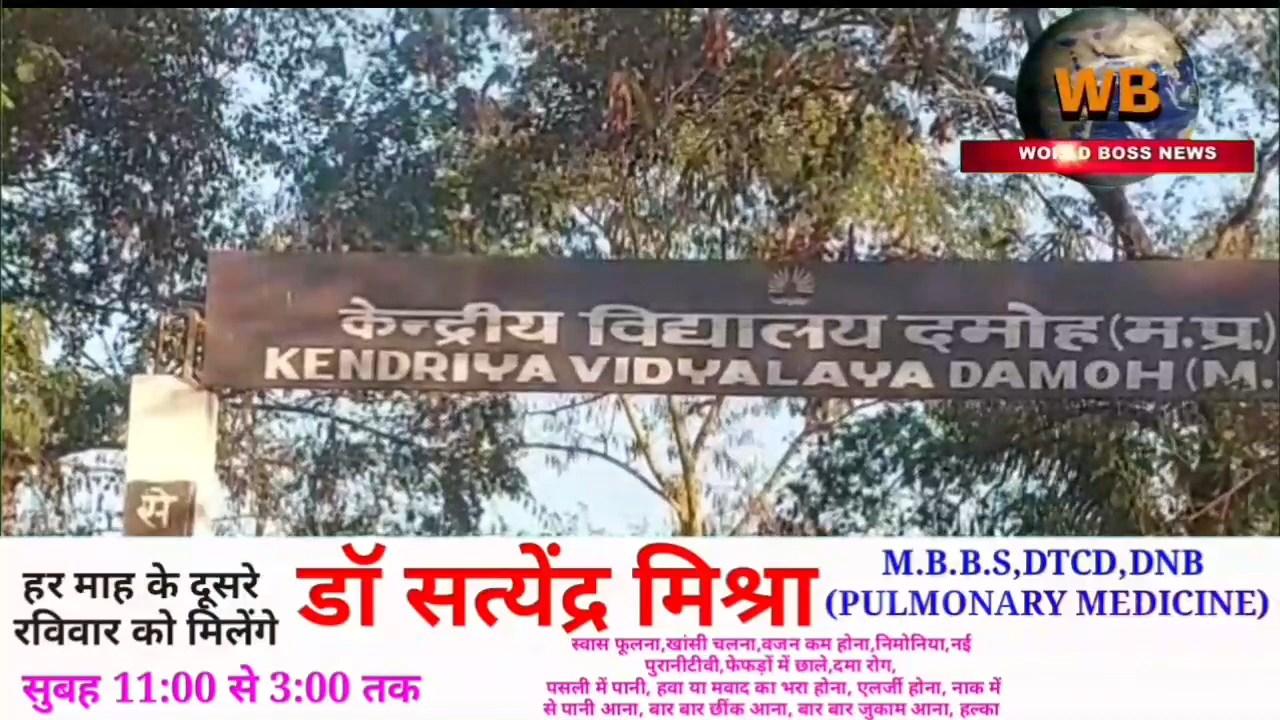 WB
WORLD BOSS NEWS
केन्द्रीय विद्यालय दमोह (म.प्र.)
KENDRIYA VIDYALAYA DAMOH (M.
से
हर माह के दूसरे
रविवार को मिलेंगे
सुबह 11:00 से 3:00 तक
डॉ सत्येंद्र मिश्रा
M.B.B.S,DTCD,DNB
(PULMONARY MEDICINE)
स्वास फूलना,खांसी चलना,वजन कम होना,निमोनिया,नई
पुरानीटीवी,फेफड़ों में छाले,दमा रोग,
पसली में पानी, हवा या मवाद का भरा होना, एलर्जी होना, नाक में
से पानी आना, बार बार छींक आना, बार बार जुकाम आना, हल्का